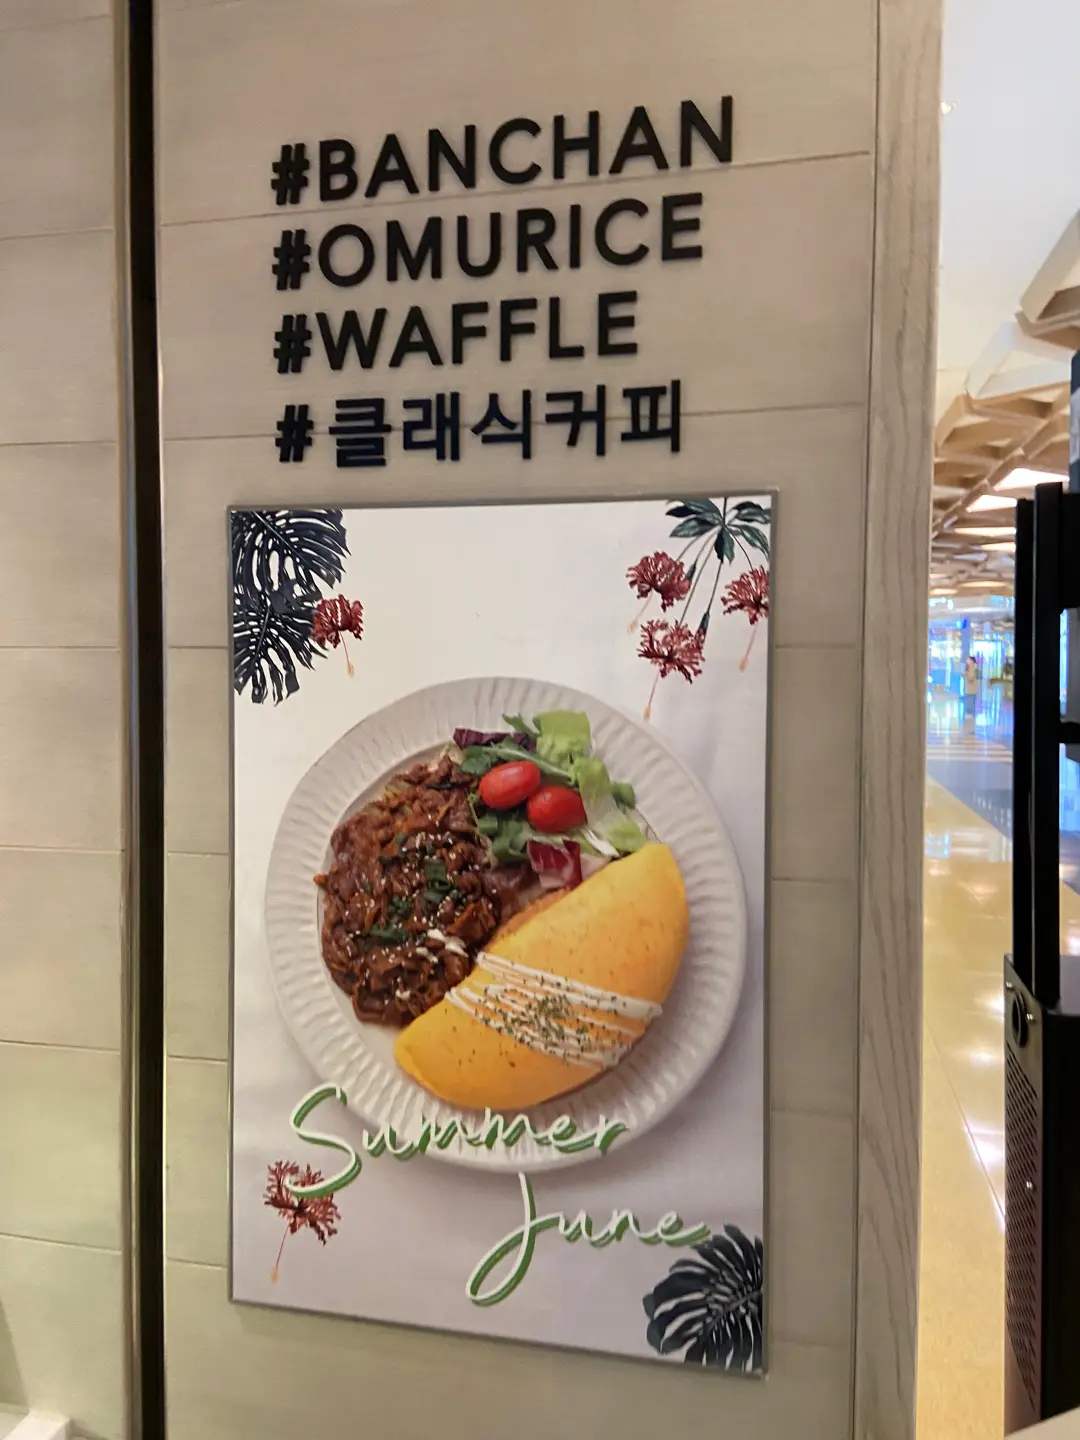 #BANCHAN
#OMURICE
#WAFFLE
#클래식커피
Summer
June